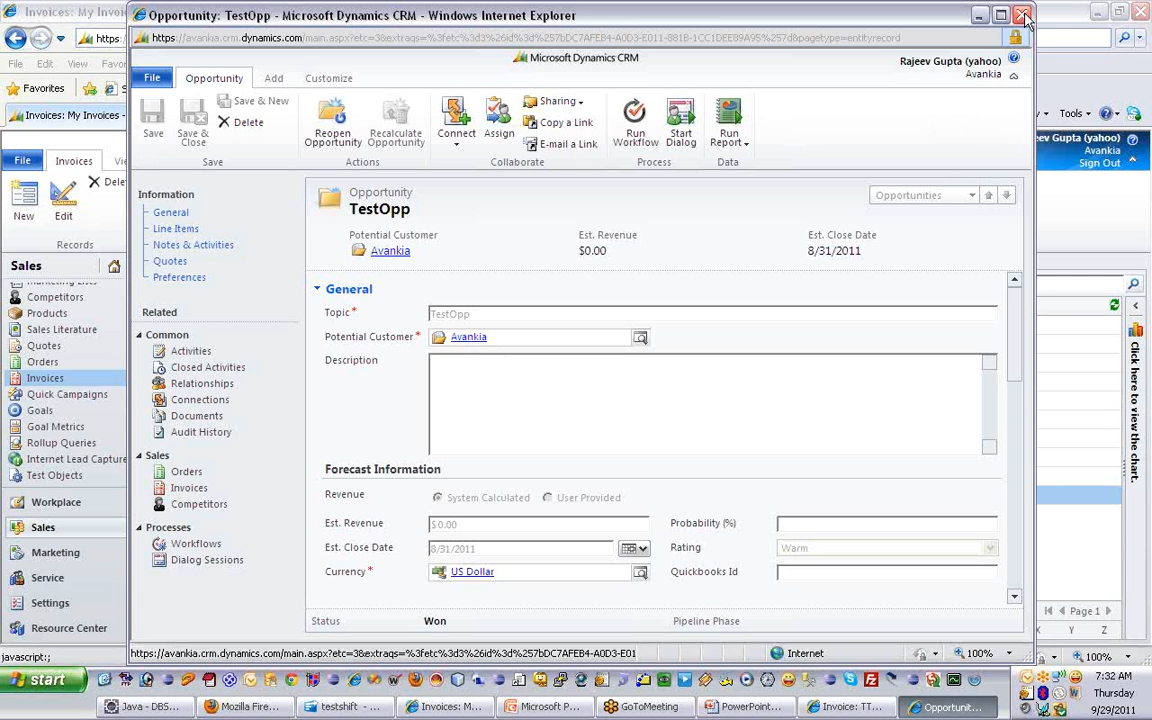 Invoices: My Invoices
Opportunity: TestOpp - Microsoft Dynamics CRM - Windows Internet Explorer
https:
https://avankia.crm.dynamics.com/main.aspx?etc=3&extraqs=%3fetc%3d3%26id%3d%257bDC7AFEB4-A0D3-E011-881B-1CC1DEE89A95%257d&pagetype=entityrecord
File Edit View
Favorites
Invoices: My Invoices
Tools
Microsoft Dynamics CRM
Rajeev Gupta (yahoo)
Avankia
Avankia
Sign Out
File Opportunity Add Customize
File Invoices
New Edit Delete
Records
Save
Save & Close
Save & New
Delete
Save
Reopen Opportunity
Recalculate Opportunity
Actions
Connect
Assign
Sharing
Copy a Link
E-mail a Link
Collaborate
Run Workflow
Start Dialog
Process
Run Report
Data
Sales
Marketing Lists
Competitors
Products
Sales Literature
Quotes
Orders
Invoices
Quick Campaigns
Goals
Goal Metrics
Rollup Queries
Internet Lead Capture
Test Objects
Workplace
Sales
Marketing
Service
Settings
Resource Center
Information
General
Line Items
Notes & Activities
Quotes
Preferences
Related
Common
Activities
Closed Activities
Relationships
Connections
Documents
Audit History
Sales
Orders
Invoices
Competitors
Processes
Workflows
Dialog Sessions
Opportunity
TestOpp
Opportunities
Potential Customer
Avankia
Est. Revenue
$0.00
Est. Close Date
8/31/2011
General
Topic * TestOpp
Potential Customer * Avankia
Description
Forecast Information
Revenue System Calculated User Provided
Est. Revenue $0.00 Probability (%)
Est. Close Date 8/31/2011 Rating Warm
Currency * US Dollar Quickbooks Id
Status Won Pipeline Phase
Click here to view the chart.
Page 1
X Y Z
javascript:;
https://avankia.crm.dynamics.com/main.aspx?etc=3&extraqs=%3fetc%3d3%26id%3d%257bDC7AFEB4-A0D3-E01
Internet
100%
100%
start
7:32 AM
Thursday
9/29/2011
Java - DBS...
Mozilla Fire...
testshift - ...
Invoices: M...
Microsoft P...
GoToMeeting
PowerPoint...
Invoice: TT...
Opportunit...